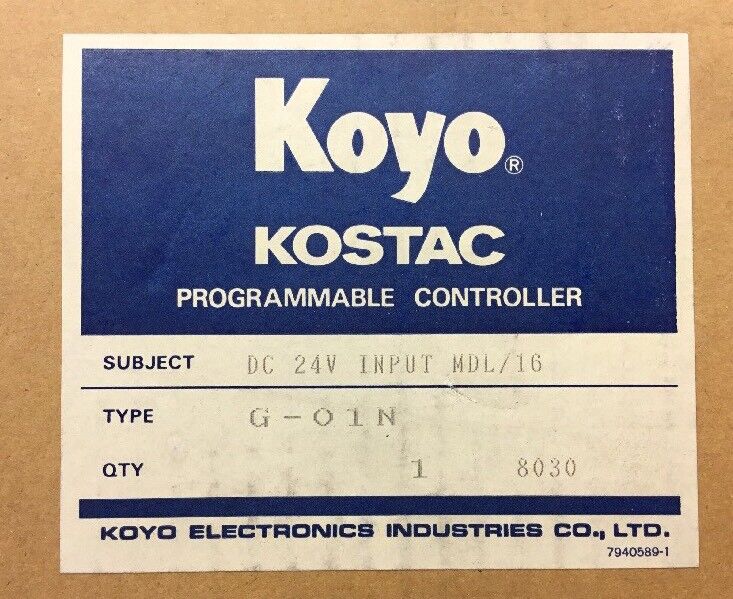 Koyo®
KOSTAC
PROGRAMMABLE CONTROLLER
SUBJECT DC 24V INPUT MDL/16
TYPE G-01N
QTY 1 8030
KOYO ELECTRONICS INDUSTRIES CO., LTD.
7940589-1